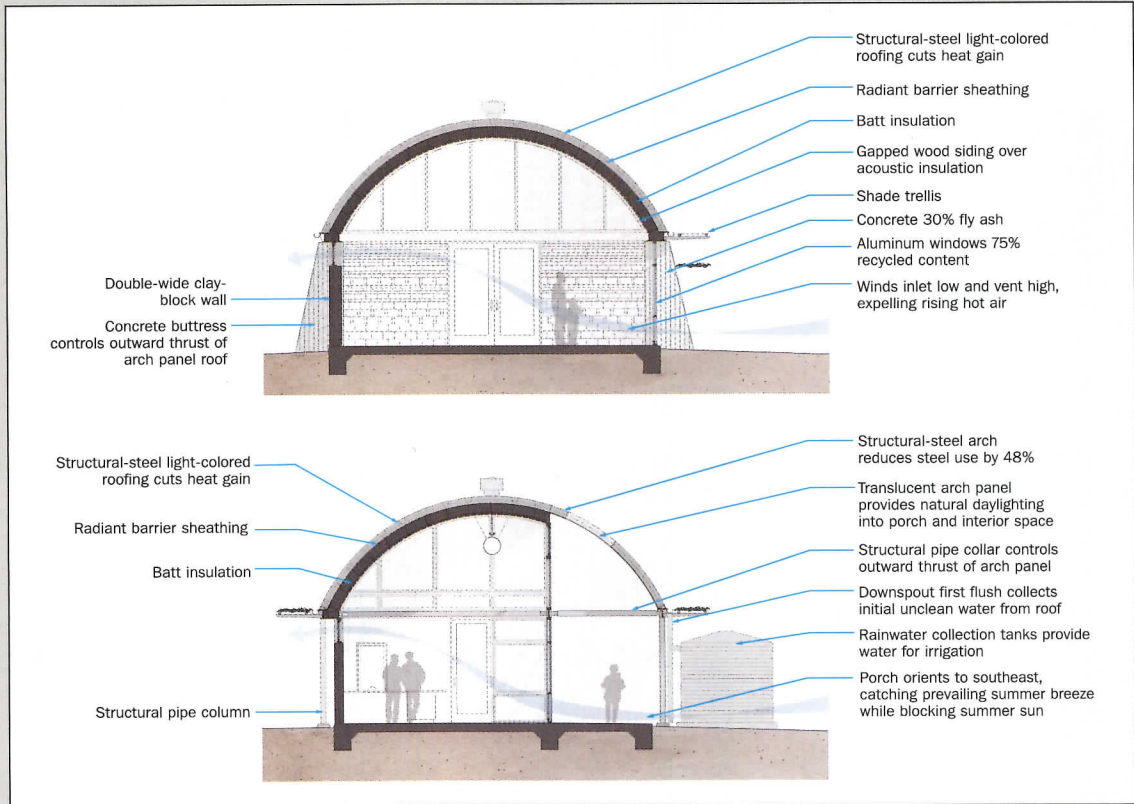 Structural-steel light-colored
roofing cuts heat gain
Radiant barrier sheathing
Batt insulation
Gapped wood siding over
acoustic insulation
Shade trellis
Concrete 30% fly ash
Aluminum windows 75%
recycled content
Winds inlet low and vent high,
expelling rising hot air
Double-wide clay-
block wall
Concrete buttress
controls outward thrust of
arch panel roof
Structural-steel light-colored
roofing cuts heat gain
Radiant barrier sheathing
Batt insulation
Structural pipe column
Structural-steel arch
reduces steel use by 48%
Translucent arch panel
provides natural daylighting
into porch and interior space
Structural pipe collar controls
outward thrust of arch panel
Downspout first flush collects
initial unclean water from roof
Rainwater collection tanks provide
water for irrigation
Porch orients to southeast,
catching prevailing summer breeze
while blocking summer sun